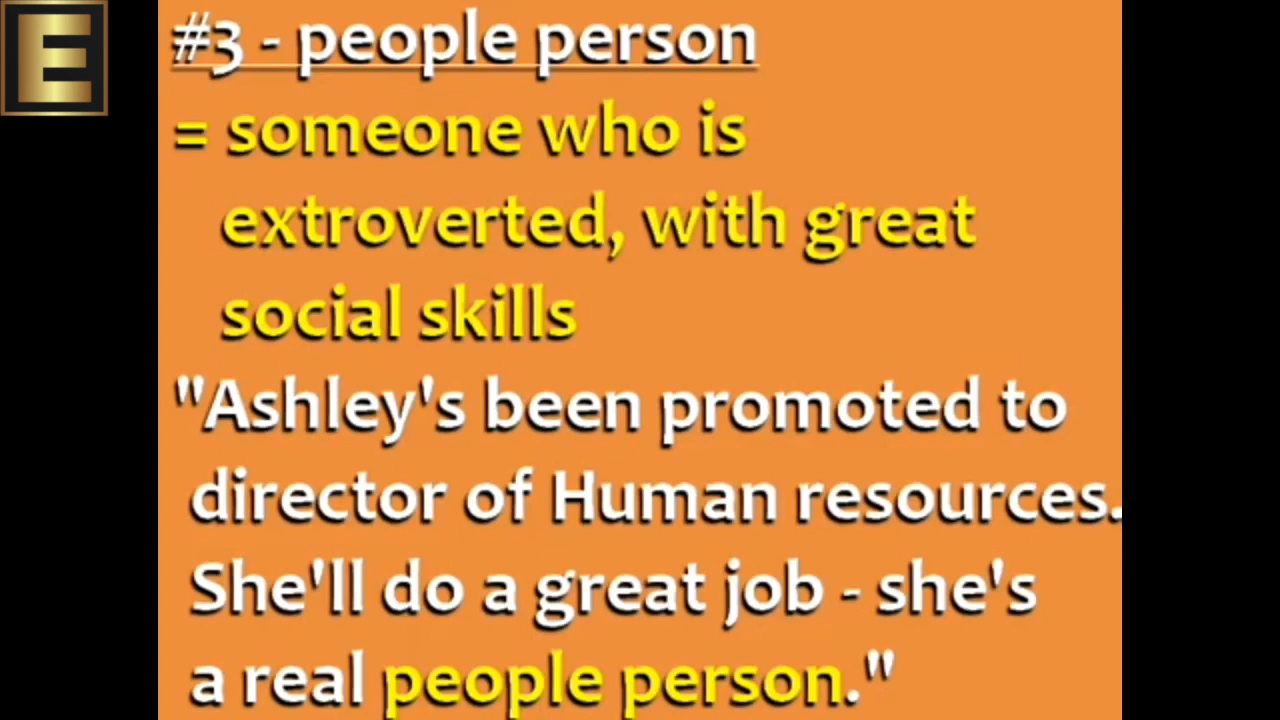 E
#3 - people person
= someone who is
extroverted, with great
social skills
"Ashley's been promoted to
director of Human resources.
She'll do a great job - she's
a real people person."